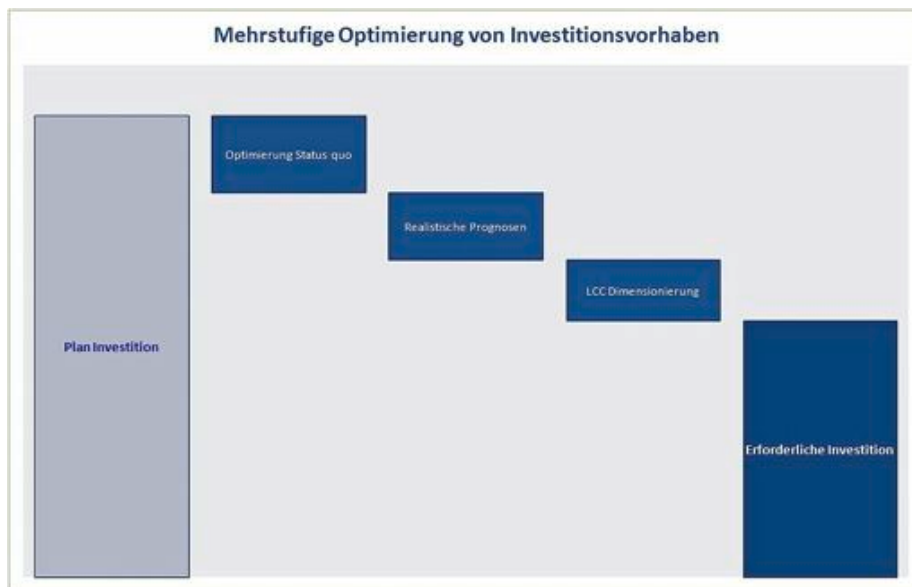 Mehrstufige Optimierung von Investitionsvorhaben
Optimierung Status quo
Realistische Prognosen
LCC Dimensionierung
Plan Investition
Erforderliche Investition